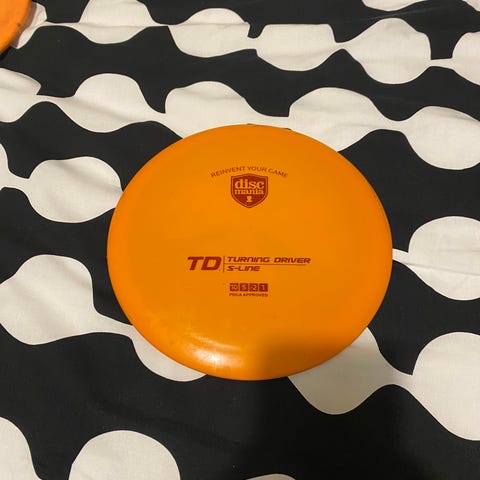 REINVENT YOUR GAME
disc
mania
TD TURNING DRIVER
S-LINE
10 5 -2 1
PDGA APPROVED